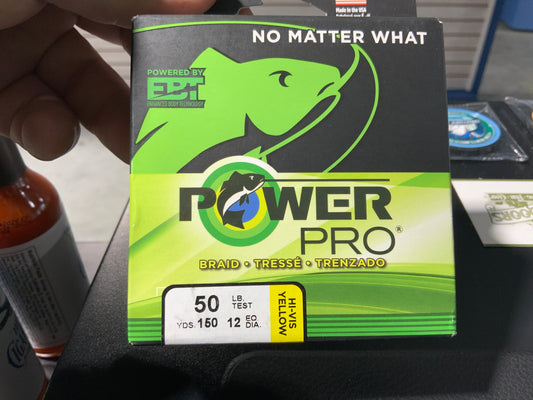 Made in the USA
NO MATTER WHAT
POWERED BY
EBT
ENHANCED BODY TECHNOLOGY
POWER
PRO®
BRAID • TRESSÉ • TRENZADO
50 LB. TEST
YDS. 150 12 EQ DIA.
HI-VIS
YELLOW